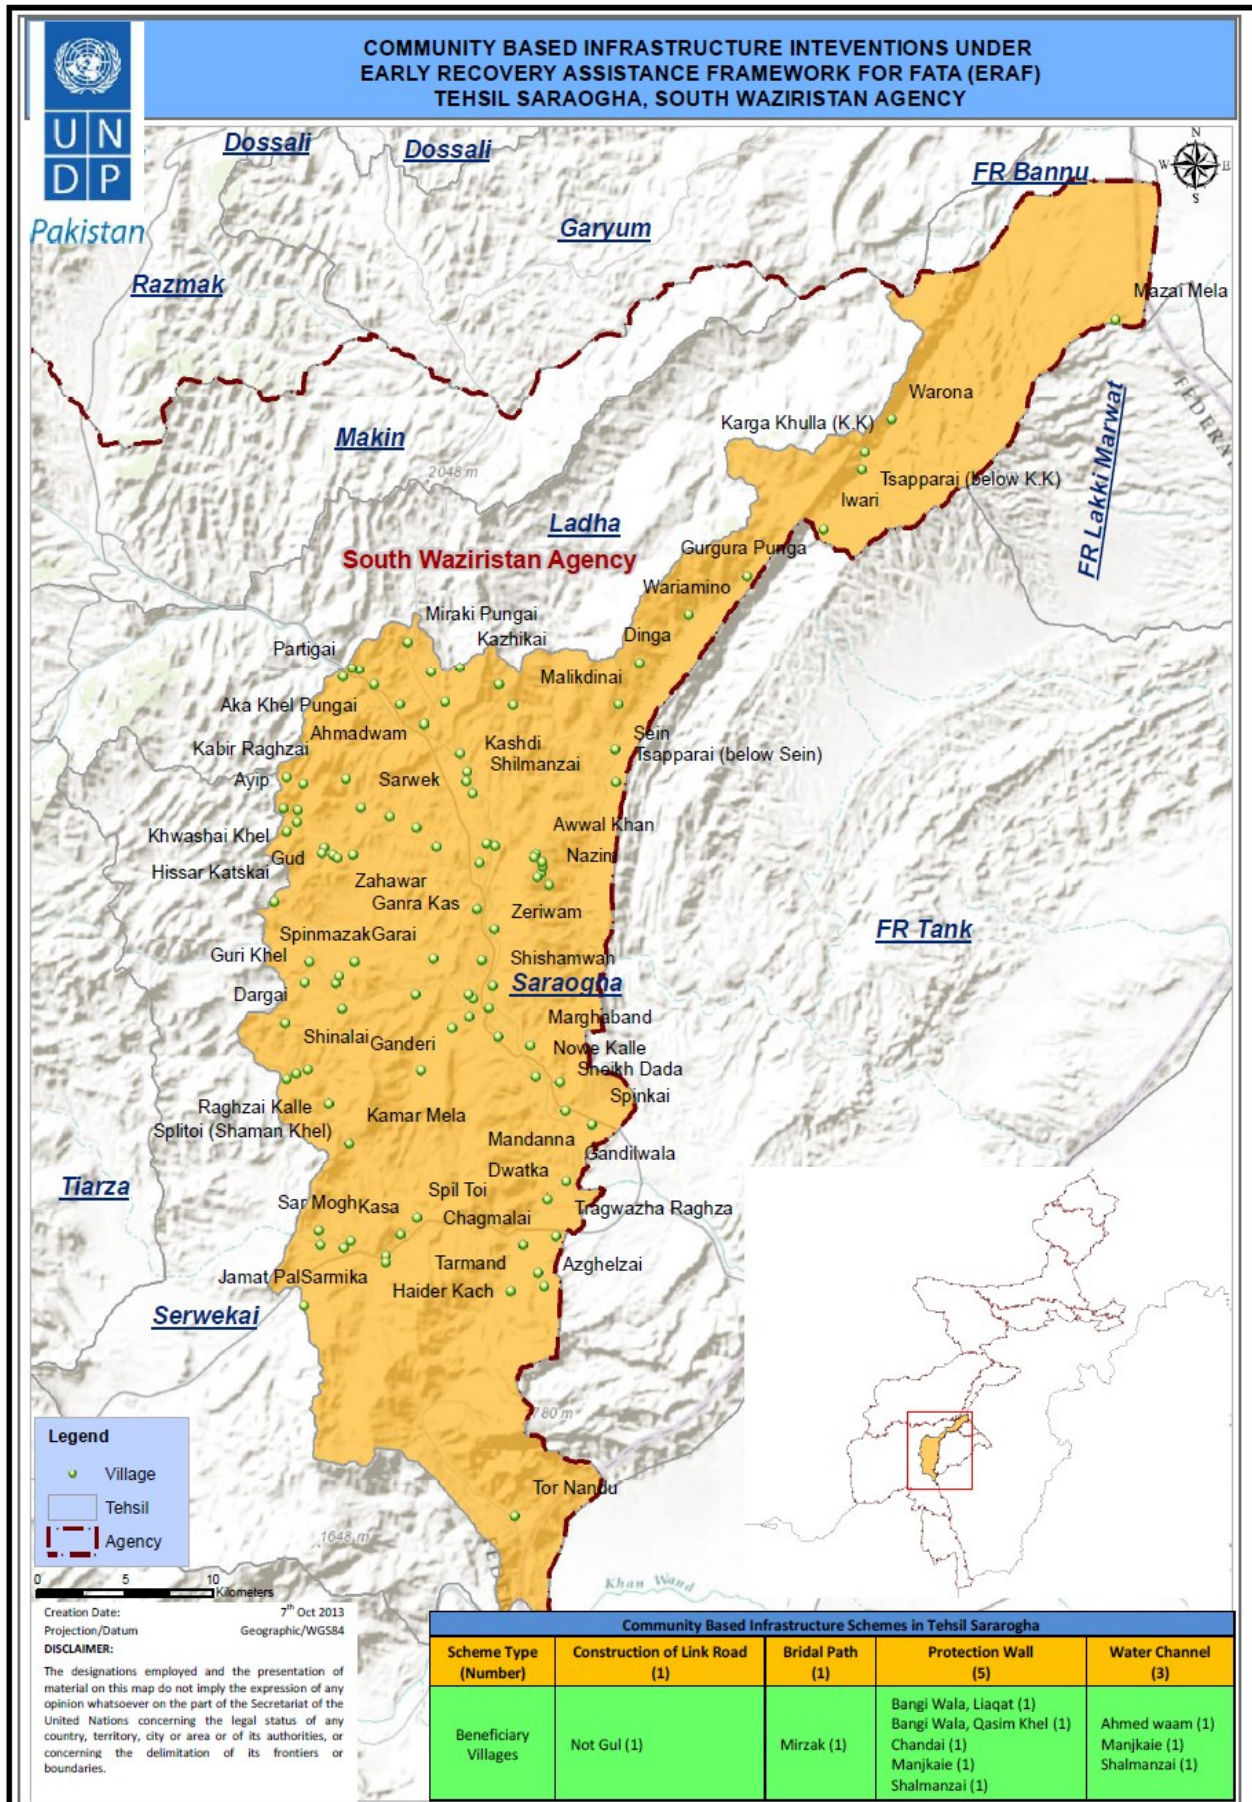 COMMUNITY BASED INFRASTRUCTURE INTEVENTIONS UNDER
EARLY RECOVERY ASSISTANCE FRAMEWORK FOR FATA (ERAF)
TEHSIL SARAOGHA, SOUTH WAZIRISTAN AGENCY
U N
D P
Pakistan
Dossali
Dossali
FR Bannu
N
W E
S
Garyum
Razmak
Mazai Mela
Warona
FEDERA
Karga Khulla (K.K)
Makin
2048 m
Tsapparai (below K.K)
FR Lakki Marwat
Iwari
Ladha
South Waziristan Agency
Gurgura Punga
Wariamino
Miraki Pungai
Kazhikai
Dinga
Partigai
Malikdinai
Aka Khel Pungai
Ahmadwam
Sein
Kabir Raghzai
Kashdi
Tsapparai (below Sein)
Shilmanzai
Ayip
Sarwek
Awwal Khan
Khwashai Khel
Gud
Nazim
Hissar Katskai
Zahawar
Ganra Kas
Zeriwam
Spinmazak
Garai
FR Tank
Guri Khel
Shishamwah
Dargai
Saraogha
Marghaband
Shinalai
Ganderi
Nowe Kalle
Sheikh Dada
Spinkai
Raghzai Kalle
Kamar Mela
Splitoi (Shaman Khel)
Mandanna
Gandilwala
Tiarza
Dwatka
Spil Toi
Sar Mogh
Kasa
Chagmalai
Tragwazha Raghza
Tarmand
Azghelzai
Jamat Pal
Sarmika
Haider Kach
Serwekai
780 m
Legend
Village
Tehsil
Agency
Tor Nandu
1648 m
0 5 10
Kilometers
Khan Wand
Creation Date: 7th Oct 2013
Projection/Datum Geographic/WGS84
DISCLAIMER:
The designations employed and the presentation of
material on this map do not imply the expression of any
opinion whatsoever on the part of the Secretariat of the
United Nations concerning the legal status of any
country, territory, city or area or of its authorities, or
concerning the delimitation of its frontiers or
boundaries.
Community Based Infrastructure Schemes in Tehsil Sararogha
Scheme Type (Number) Construction of Link Road (1) Bridal Path (1) Protection Wall (5) Water Channel (3)
Beneficiary Villages
Not Gul (1)
Mirzak (1)
Bangi Wala, Liaqat (1)
Bangi Wala, Qasim Khel (1)
Chandai (1)
Manjkaie (1)
Shalmanzai (1)
Ahmed waam (1)
Manjkaie (1)
Shalmanzai (1)